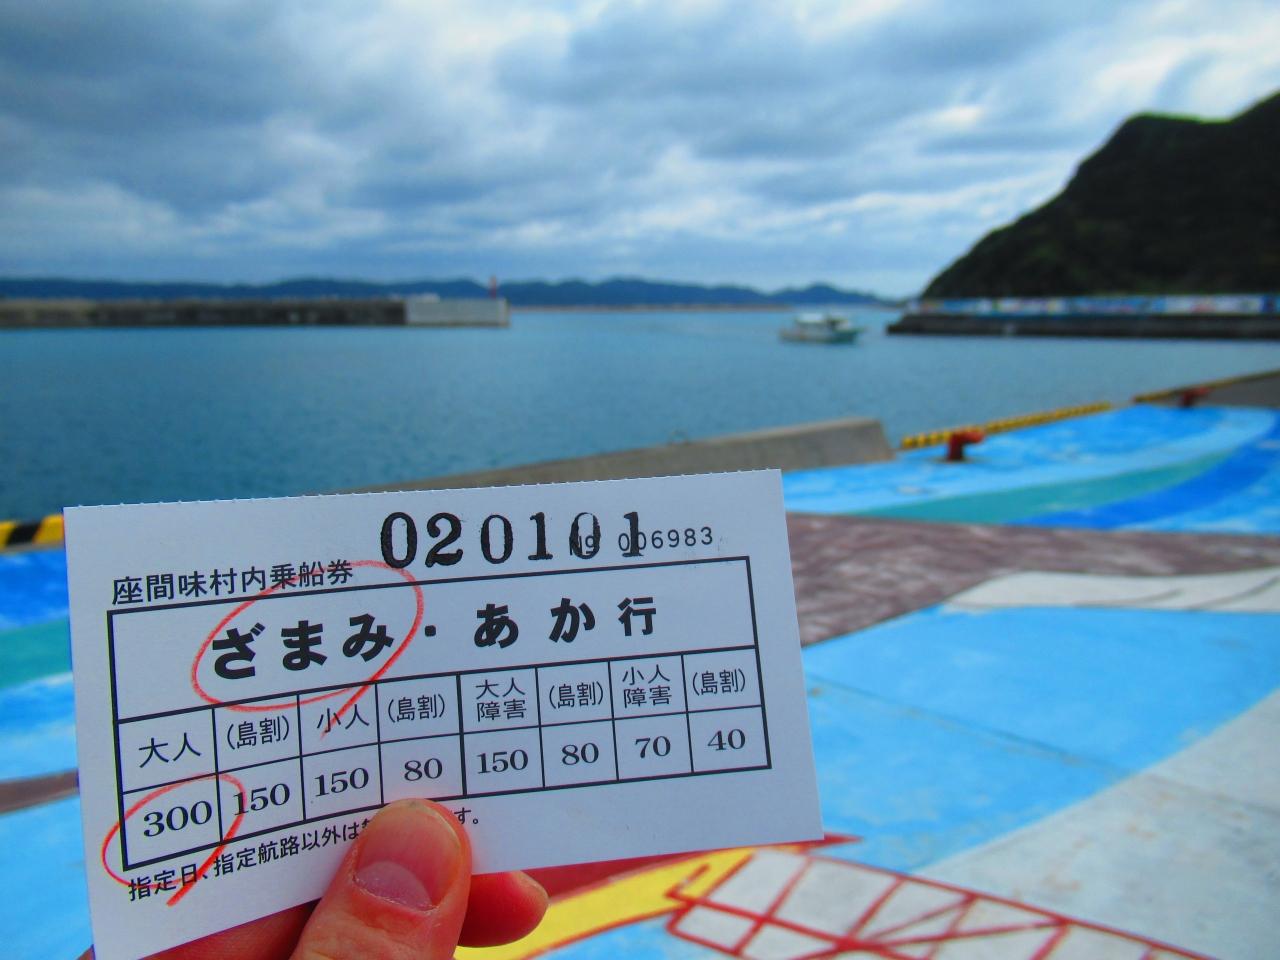 020101
№ 006983
座間味村内乗船券
ざまみ・あか行
大人 (島割) 小人 (島割) 大人障害 (島割) 小人障害 (島割)
300 150 150 80 150 80 70 40
指定日、指定航路以外は す。